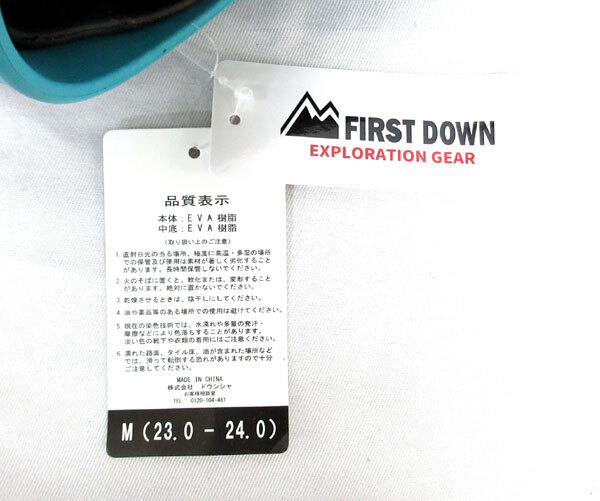 FIRST DOWN
EXPLORATION GEAR
品質表示
本体：EVA樹脂
中底：EVA樹脂
〈取り扱い上のご注意〉
1. 直射日光の当る場所、極度に高温・多湿の場所
での保管及び使用は素材が著しく劣化すること
があります。長時間保管しないでください。
2. 火のそばに置くと、軟化または、変形すること
があります。絶対に置かないでください。
3. 乾燥させるときは、陰干しにしてください。
4. 油や薬品等のある場所での使用は避けてください。
5. 現在の染色技術では、水濡れや多量の発汗・
摩擦などにより色落ちすることがあります。
淡い色の靴下や衣類の着用にはご注意ください。
6. 濡れた路面、タイル床、油が含まれた場所など
では、滑って転倒する恐れがありますので十分
ご注意してください。
MADE IN CHINA
株式会社 ドウシシャ
お客様相談室
TEL 0120-104-481
M (23.0 - 24.0)